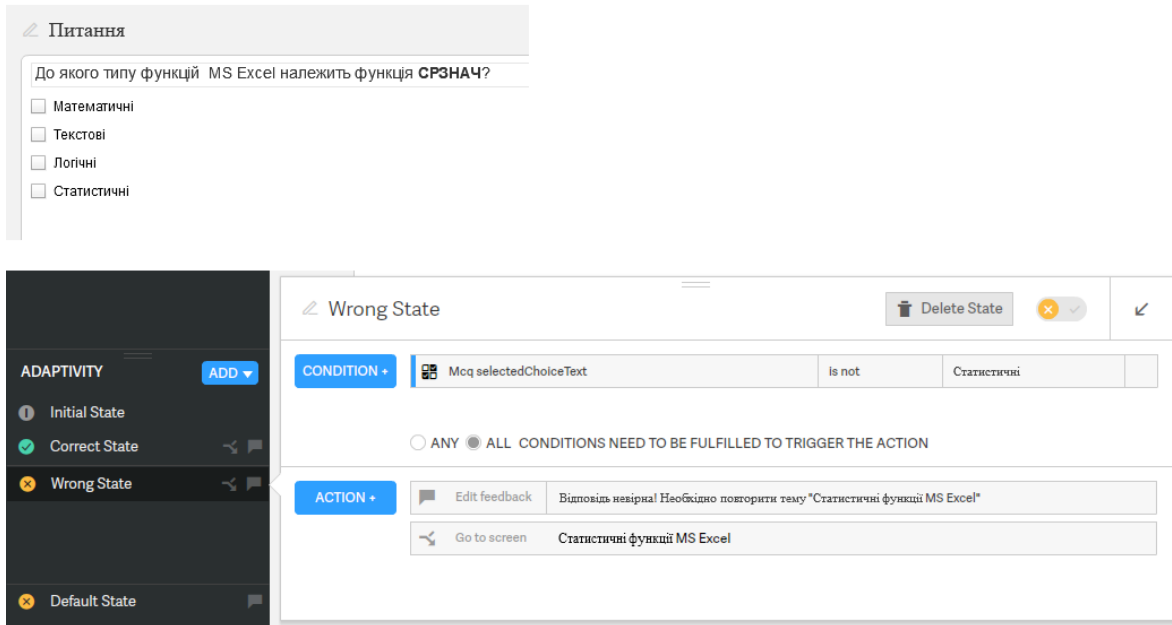 Питання
До якого типу функцій MS Excel належить функція СРЗНАЧ?
Математичні
Текстові
Логічні
Статистичні
Wrong State
Delete State
ADAPTIVITY
ADD
CONDITION +
Mcq selectedChoiceText
is not
Статистичні
Initial State
Correct State
ANY ALL CONDITIONS NEED TO BE FULFILLED TO TRIGGER THE ACTION
Wrong State
ACTION +
Edit feedback
Відповідь невірна! Необхідно повторити тему "Статистичні функції MS Excel"
Go to screen
Статистичні функції MS Excel
Default State